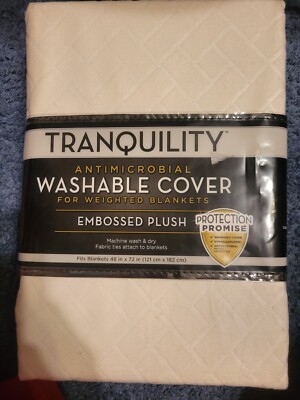 TRANQUILITY™
ANTIMICROBIAL
WASHABLE COVER
FOR WEIGHTED BLANKETS
EMBOSSED PLUSH
PROTECTION
PROMISE
Machine wash & dry
Fabric ties attach to blankets
Fits Blankets 48 in x 72 in (121 cm x 182 cm)